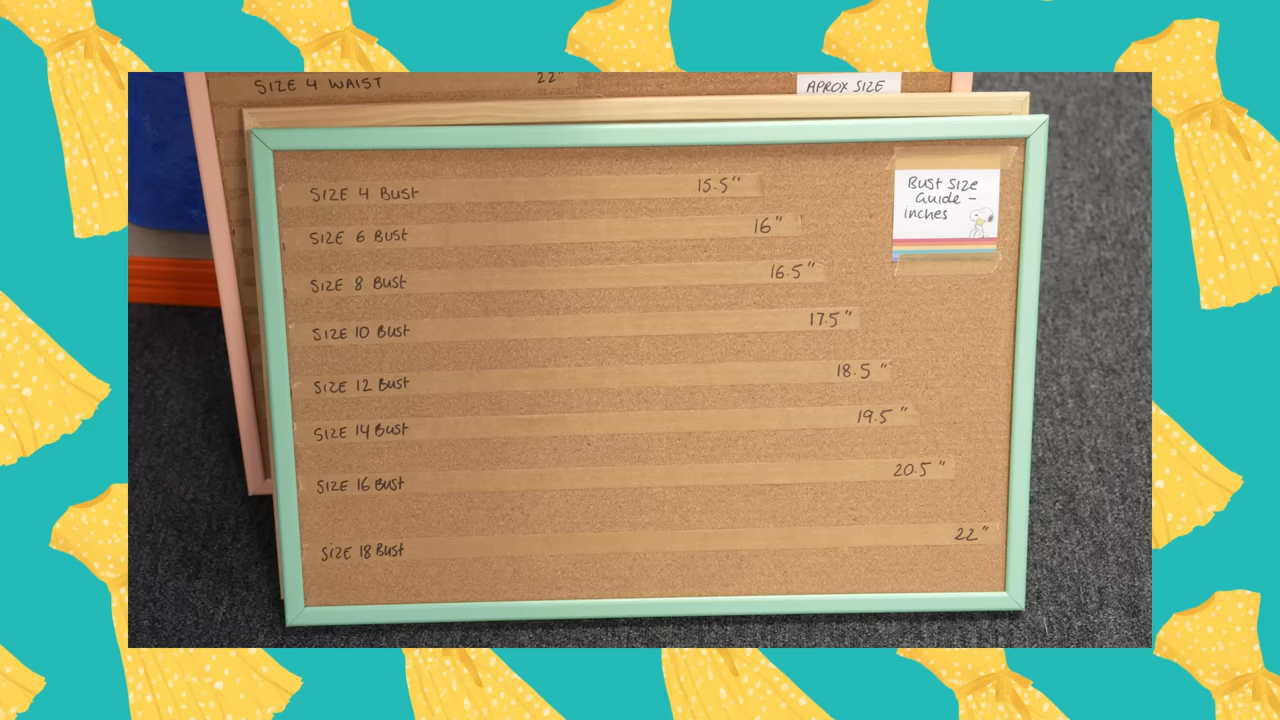 SIZE 4 WAIST 22"
APROX SIZE
SIZE 4 BUST 15.5"
SIZE 6 BUST 16"
SIZE 8 BUST 16.5"
SIZE 10 BUST 17.5"
SIZE 12 BUST 18.5"
SIZE 14 BUST 19.5"
SIZE 16 BUST 20.5"
SIZE 18 BUST 22"
BUST SIZE
GUIDE -
inches